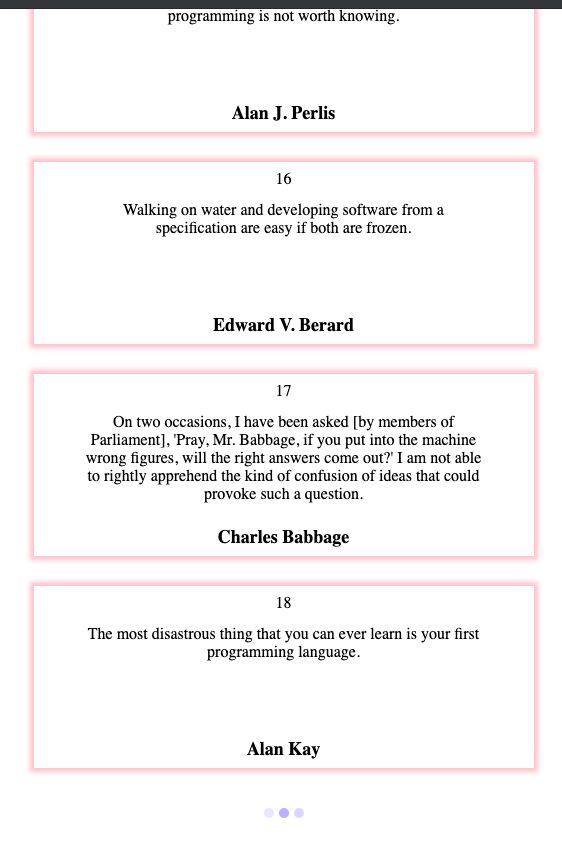 programming is not worth knowing.
Alan J. Perlis
16
Walking on water and developing software from a
specification are easy if both are frozen.
Edward V. Berard
17
On two occasions, I have been asked [by members of
Parliament], 'Pray, Mr. Babbage, if you put into the machine
wrong figures, will the right answers come out?' I am not able
to rightly apprehend the kind of confusion of ideas that could
provoke such a question.
Charles Babbage
18
The most disastrous thing that you can ever learn is your first
programming language.
Alan Kay